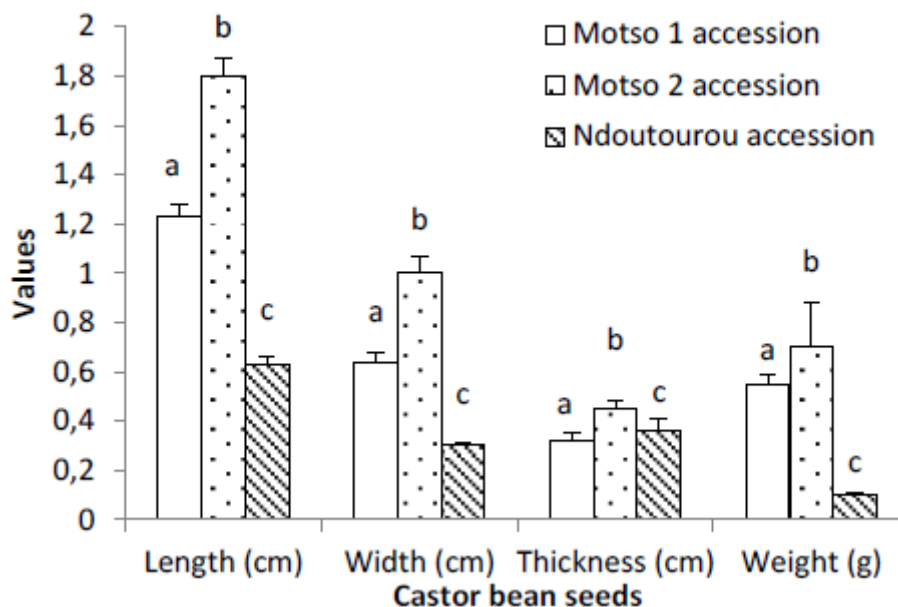 2
1,8
1,6
1,4
1,2
1
0,8
0,6
0,4
0,2
0
Values
Motso 1 accession
Motso 2 accession
Ndoutourou accession
a
b
c
a
b
c
a
b
c
a
b
c
Length (cm)
Width (cm)
Thickness (cm)
Weight (g)
Castor bean seeds